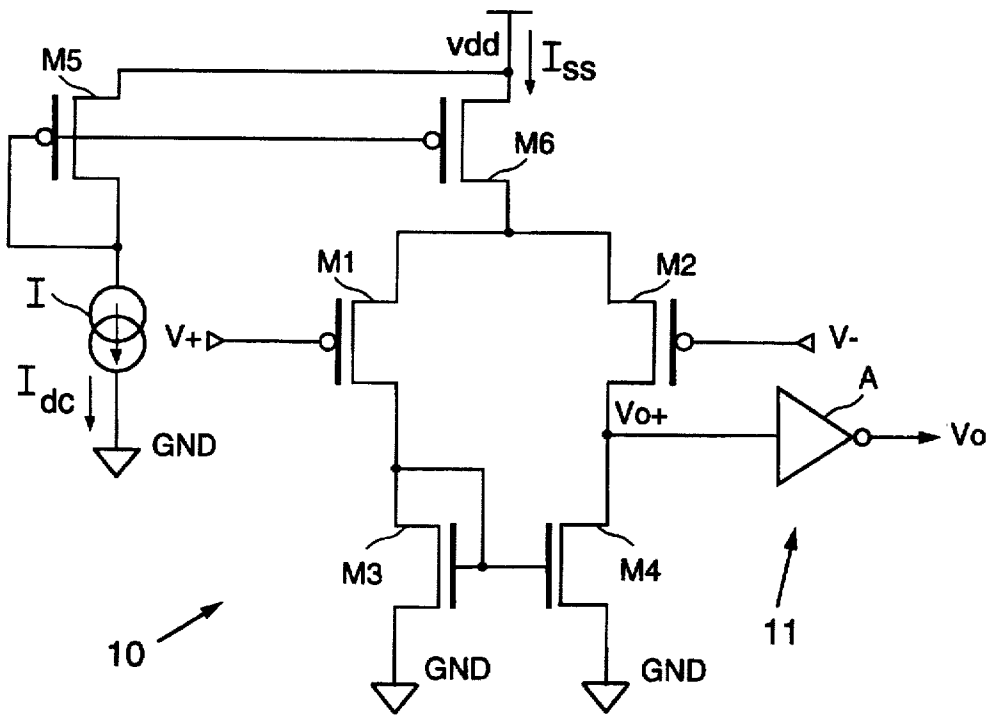 vdd
Iss
M5
M6
M1
M2
I
V+
V-
Idc
GND
Vo+
A
Vo
M3
M4
10
GND
GND
11